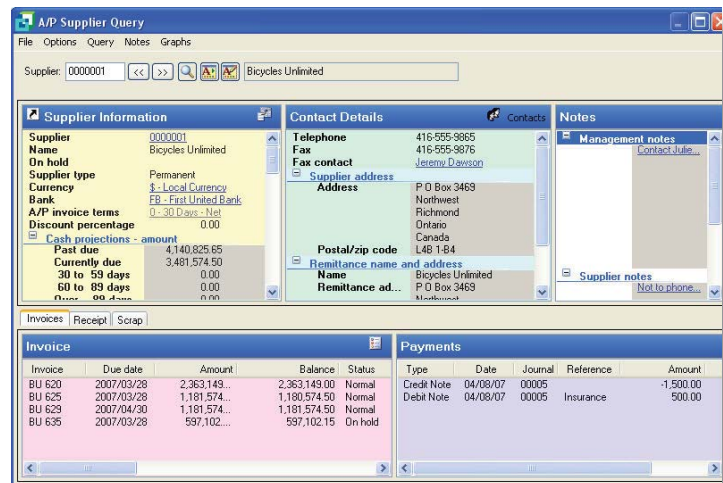 A/P Supplier Query
File Options Query Notes Graphs
Supplier: 0000001 << >> Bicycles Unlimited
Supplier Information
Supplier 0000001
Name Bicycles Unlimited
On hold
Supplier type Permanent
Currency $ - Local Currency
Bank FB - First United Bank
A/P invoice terms 0 - 30 Days - Net
Discount percentage 0.00
Cash projections - amount
Past due 4,140,825.65
Currently due 3,481,574.50
30 to 59 days 0.00
60 to 89 days 0.00
Over 89 days 0.00
Contact Details Contacts
Telephone 416-555-9865
Fax 416-555-9876
Fax contact Jeremy Dawson
Supplier address
Address P O Box 3469
Northwest
Richmond
Ontario
Canada
Postal/zip code L4B 1-B4
Remittance name and address
Name Bicycles Unlimited
Remittance ad... P O Box 3469
Northwest
Notes
Management notes
Contact Julie...
Supplier notes
Not to phone...
Invoices Receipt Scrap
Invoice
Invoice Due date Amount Balance Status
BU 620 2007/03/28 2,363,149... 2,363,149.00 Normal
BU 625 2007/03/28 1,181,574... 1,180,574.50 Normal
BU 629 2007/04/30 1,181,574... 1,181,574.50 Normal
BU 635 2007/03/28 597,102.... 597,102.15 On hold
Payments
Type Date Journal Reference Amount
Credit Note 04/08/07 00005 -1,500.00
Debit Note 04/08/07 00005 Insurance 500.00